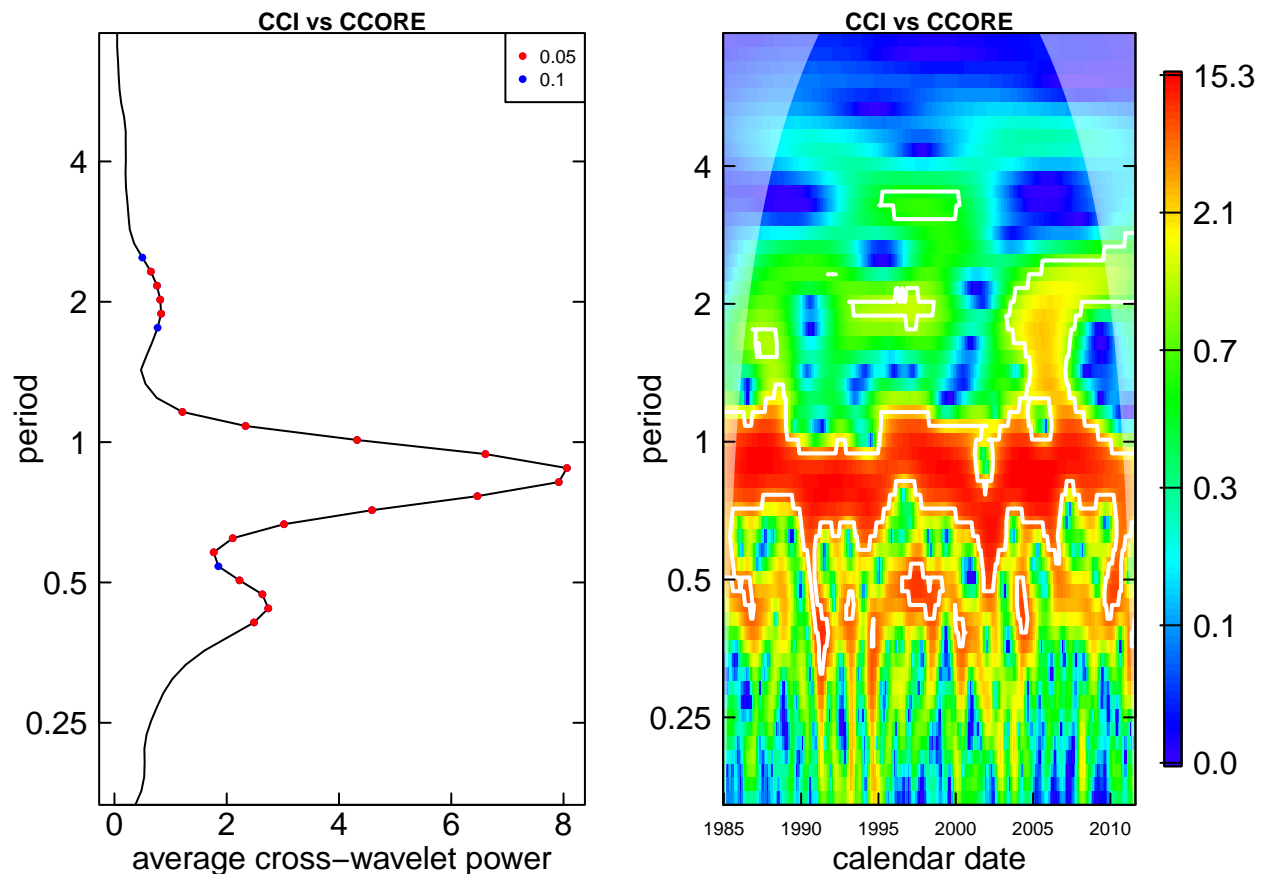 CCI vs CCORE
0.05
0.1
4
2
1
0.5
0.25
period
0 2 4 6 8
average cross−wavelet power
CCI vs CCORE
4
2
1
0.5
0.25
period
1985 1990 1995 2000 2005 2010
calendar date
15.3
2.1
0.7
0.3
0.1
0.0